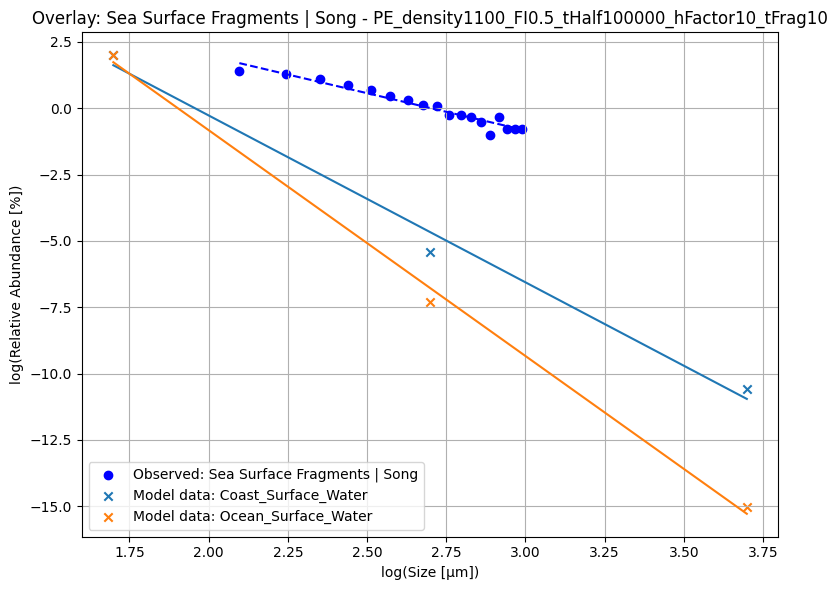 Overlay: Sea Surface Fragments | Song - PE_density1100_FI0.5_tHalf100000_hFactor10_tFrag10
log(Relative Abundance [%])
2.5
0.0
−2.5
−5.0
−7.5
−10.0
−12.5
−15.0
Observed: Sea Surface Fragments | Song
Model data: Coast_Surface_Water
Model data: Ocean_Surface_Water
1.75 2.00 2.25 2.50 2.75 3.00 3.25 3.50 3.75
log(Size [μm])